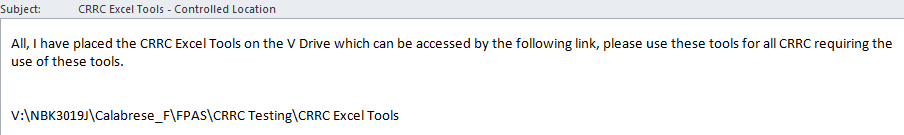 Subject: CRRC Excel Tools - Controlled Location
All, I have placed the CRRC Excel Tools on the V Drive which can be accessed by the following link, please use these tools for all CRRC requiring the
use of these tools.
V:\NBK3019J\Calabrese_F\FPAS\CRRC Testing\CRRC Excel Tools